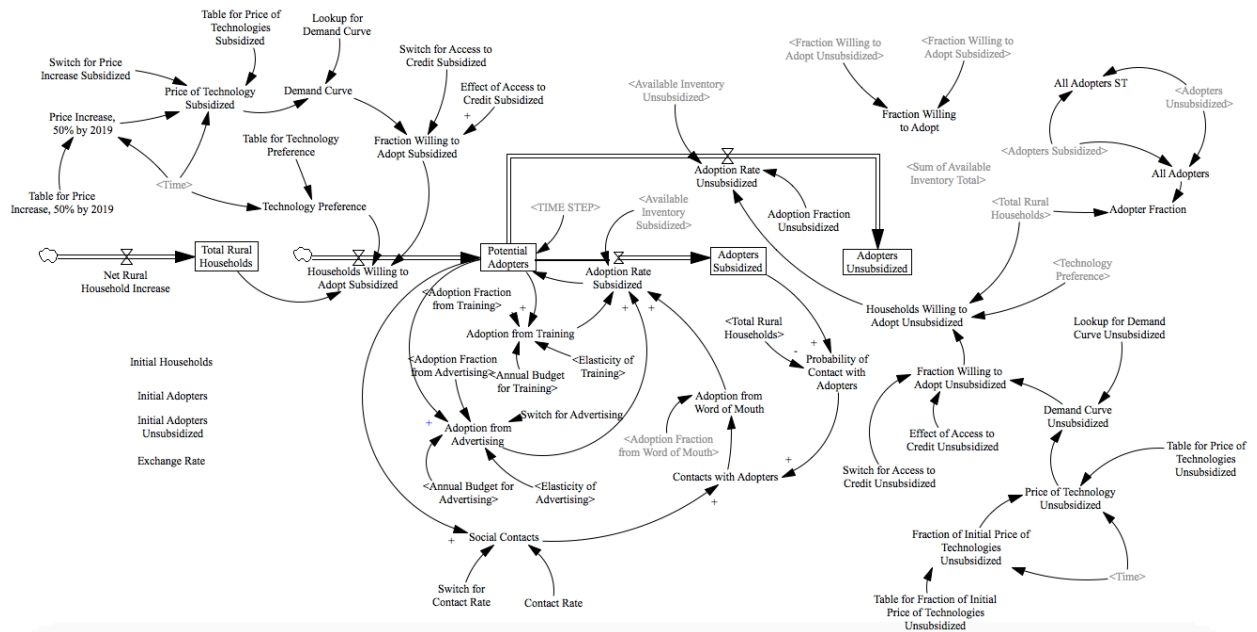 Table for Price of
Technologies
Subsidized
Lookup for
Demand Curve
Switch for Price
Increase Subsidized
Price of Technology
Subsidized
Demand Curve
Switch for Access to
Credit Subsidized
Effect of Access to
Credit Subsidized
+
Price Increase,
50% by 2019
Table for Technology
Preference
Fraction Willing to
Adopt Subsidized
<Time>
Table for Price
Increase, 50% by 2019
Technology Preference
<Available Inventory
Unsubsidized>
<Fraction Willing to
Adopt Unsubsidized>
<Fraction Willing to
Adopt Subsidized>
Fraction Willing
to Adopt
All Adopters ST
<Adopters
Unsubsidized>
<Adopters Subsidized>
All Adopters
<Sum of Available
Inventory Total>
<Total Rural
Households>
Adopter Fraction
Adoption Rate
Unsubsidized
Adoption Fraction
Unsubsidized
<TIME STEP>
<Available
Inventory
Subsidized>
Total Rural
Households
Net Rural
Household Increase
Households Willing to
Adopt Subsidized
Potential
Adopters
Adoption Rate
Subsidized
Adopters
Subsidized
Adopters
Unsubsidized
<Technology
Preference>
Households Willing to
Adopt Unsubsidized
<Adoption Fraction
from Training>
+
+
+
Adoption from Training
<Total Rural
Households>
-
+
Probability of
Contact with
Adopters
Lookup for Demand
Curve Unsubsidized
Initial Households
Initial Adopters
Initial Adopters
Unsubsidized
Exchange Rate
<Adoption Fraction
from Advertising>
<Annual Budget
for Training>
<Elasticity of
Training>
Switch for Advertising
+
Adoption from
Advertising
Adoption from
Word of Mouth
<Adoption Fraction
from Word of Mouth>
Fraction Willing to
Adopt Unsubsidized
Effect of Access to
Credit Unsubsidized
Demand Curve
Unsubsidized
Switch for Access to
Credit Unsubsidized
Table for Price of
Technologies
Unsubsidized
<Annual Budget for
Advertising>
<Elasticity of
Advertising>
+
Contacts with Adopters
+
Price of Technology
Unsubsidized
+
Social Contacts
Fraction of Initial Price of
Technologies
Unsubsidized
<Time>
Switch for
Contact Rate
Contact Rate
Table for Fraction of Initial
Price of Technologies
Unsubsidized